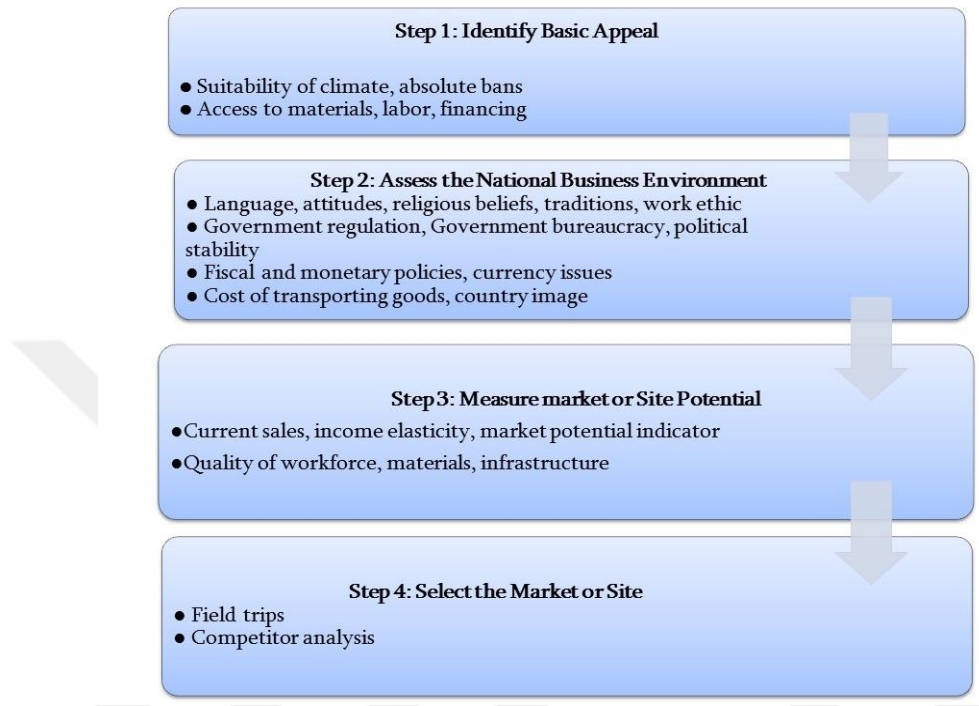 Step 1: Identify Basic Appeal
● Suitability of climate, absolute bans
● Access to materials, labor, financing
Step 2: Assess the National Business Environment
● Language, attitudes, religious beliefs, traditions, work ethic
● Government regulation, Government bureaucracy, political
stability
● Fiscal and monetary policies, currency issues
● Cost of transporting goods, country image
Step 3: Measure market or Site Potential
●Current sales, income elasticity, market potential indicator
●Quality of workforce, materials, infrastructure
Step 4: Select the Market or Site
● Field trips
● Competitor analysis